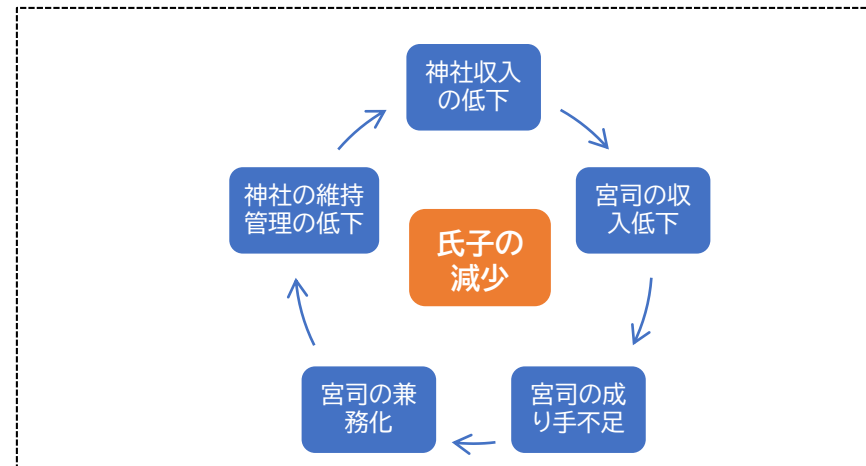 神社収入
の低下
宮司の収
入低下
宮司の成
り手不足
宮司の兼
務化
神社の維持
管理の低下
氏子の
減少